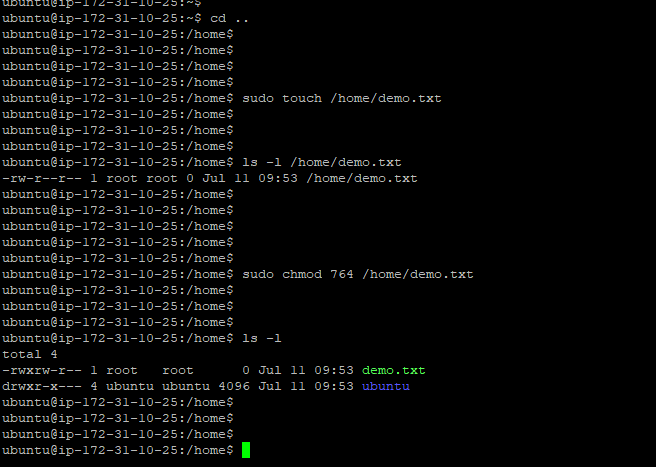 ubuntu@ip-172-31-10-25:~$
ubuntu@ip-172-31-10-25:~$ cd ..
ubuntu@ip-172-31-10-25:/home$
ubuntu@ip-172-31-10-25:/home$
ubuntu@ip-172-31-10-25:/home$
ubuntu@ip-172-31-10-25:/home$
ubuntu@ip-172-31-10-25:/home$ sudo touch /home/demo.txt
ubuntu@ip-172-31-10-25:/home$
ubuntu@ip-172-31-10-25:/home$
ubuntu@ip-172-31-10-25:/home$
ubuntu@ip-172-31-10-25:/home$ ls -l /home/demo.txt
-rw-r--r-- 1 root root 0 Jul 11 09:53 /home/demo.txt
ubuntu@ip-172-31-10-25:/home$
ubuntu@ip-172-31-10-25:/home$
ubuntu@ip-172-31-10-25:/home$
ubuntu@ip-172-31-10-25:/home$
ubuntu@ip-172-31-10-25:/home$
ubuntu@ip-172-31-10-25:/home$ sudo chmod 764 /home/demo.txt
ubuntu@ip-172-31-10-25:/home$
ubuntu@ip-172-31-10-25:/home$
ubuntu@ip-172-31-10-25:/home$
ubuntu@ip-172-31-10-25:/home$ ls -l
total 4
-rwxrw-r-- 1 root   root      0 Jul 11 09:53 demo.txt
drwxr-x--- 4 ubuntu ubuntu 4096 Jul 11 09:53 ubuntu
ubuntu@ip-172-31-10-25:/home$
ubuntu@ip-172-31-10-25:/home$
ubuntu@ip-172-31-10-25:/home$
ubuntu@ip-172-31-10-25:/home$